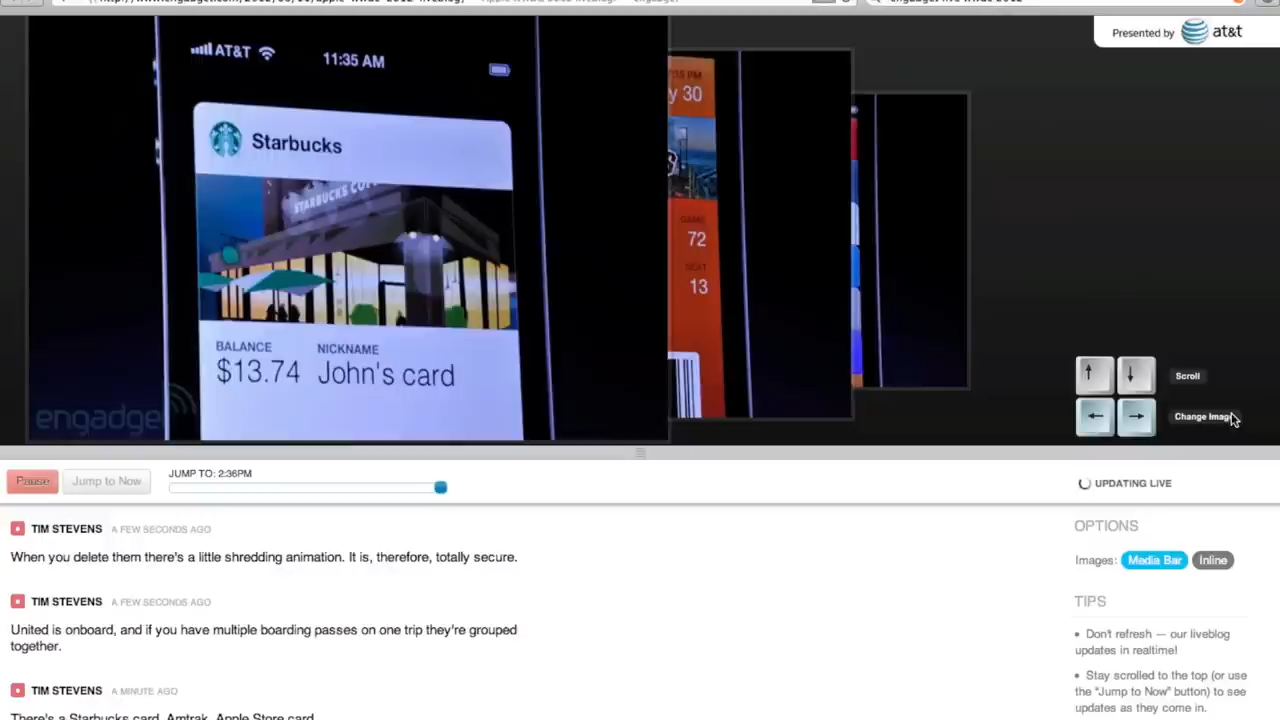 Presented by at&t
AT&T 11:35 AM
Starbucks
STARBUCKS
BALANCE NICKNAME
$13.74 John's card
engadge
y 30
GAME
72
SEAT
13
Scroll
Change Imag
Pause Jump to Now JUMP TO: 2:36PM
UPDATING LIVE
TIM STEVENS A FEW SECONDS AGO
When you delete them there's a little shredding animation. It is, therefore, totally secure.
TIM STEVENS A FEW SECONDS AGO
United is onboard, and if you have multiple boarding passes on one trip they're grouped
together.
TIM STEVENS A MINUTE AGO
There's a Starbucks card, Amtrak, Apple Store card
OPTIONS
Images: Media Bar Inline
TIPS
• Don't refresh — our liveblog
updates in realtime!
• Stay scrolled to the top (or use
the "Jump to Now" button) to see
updates as they come in.